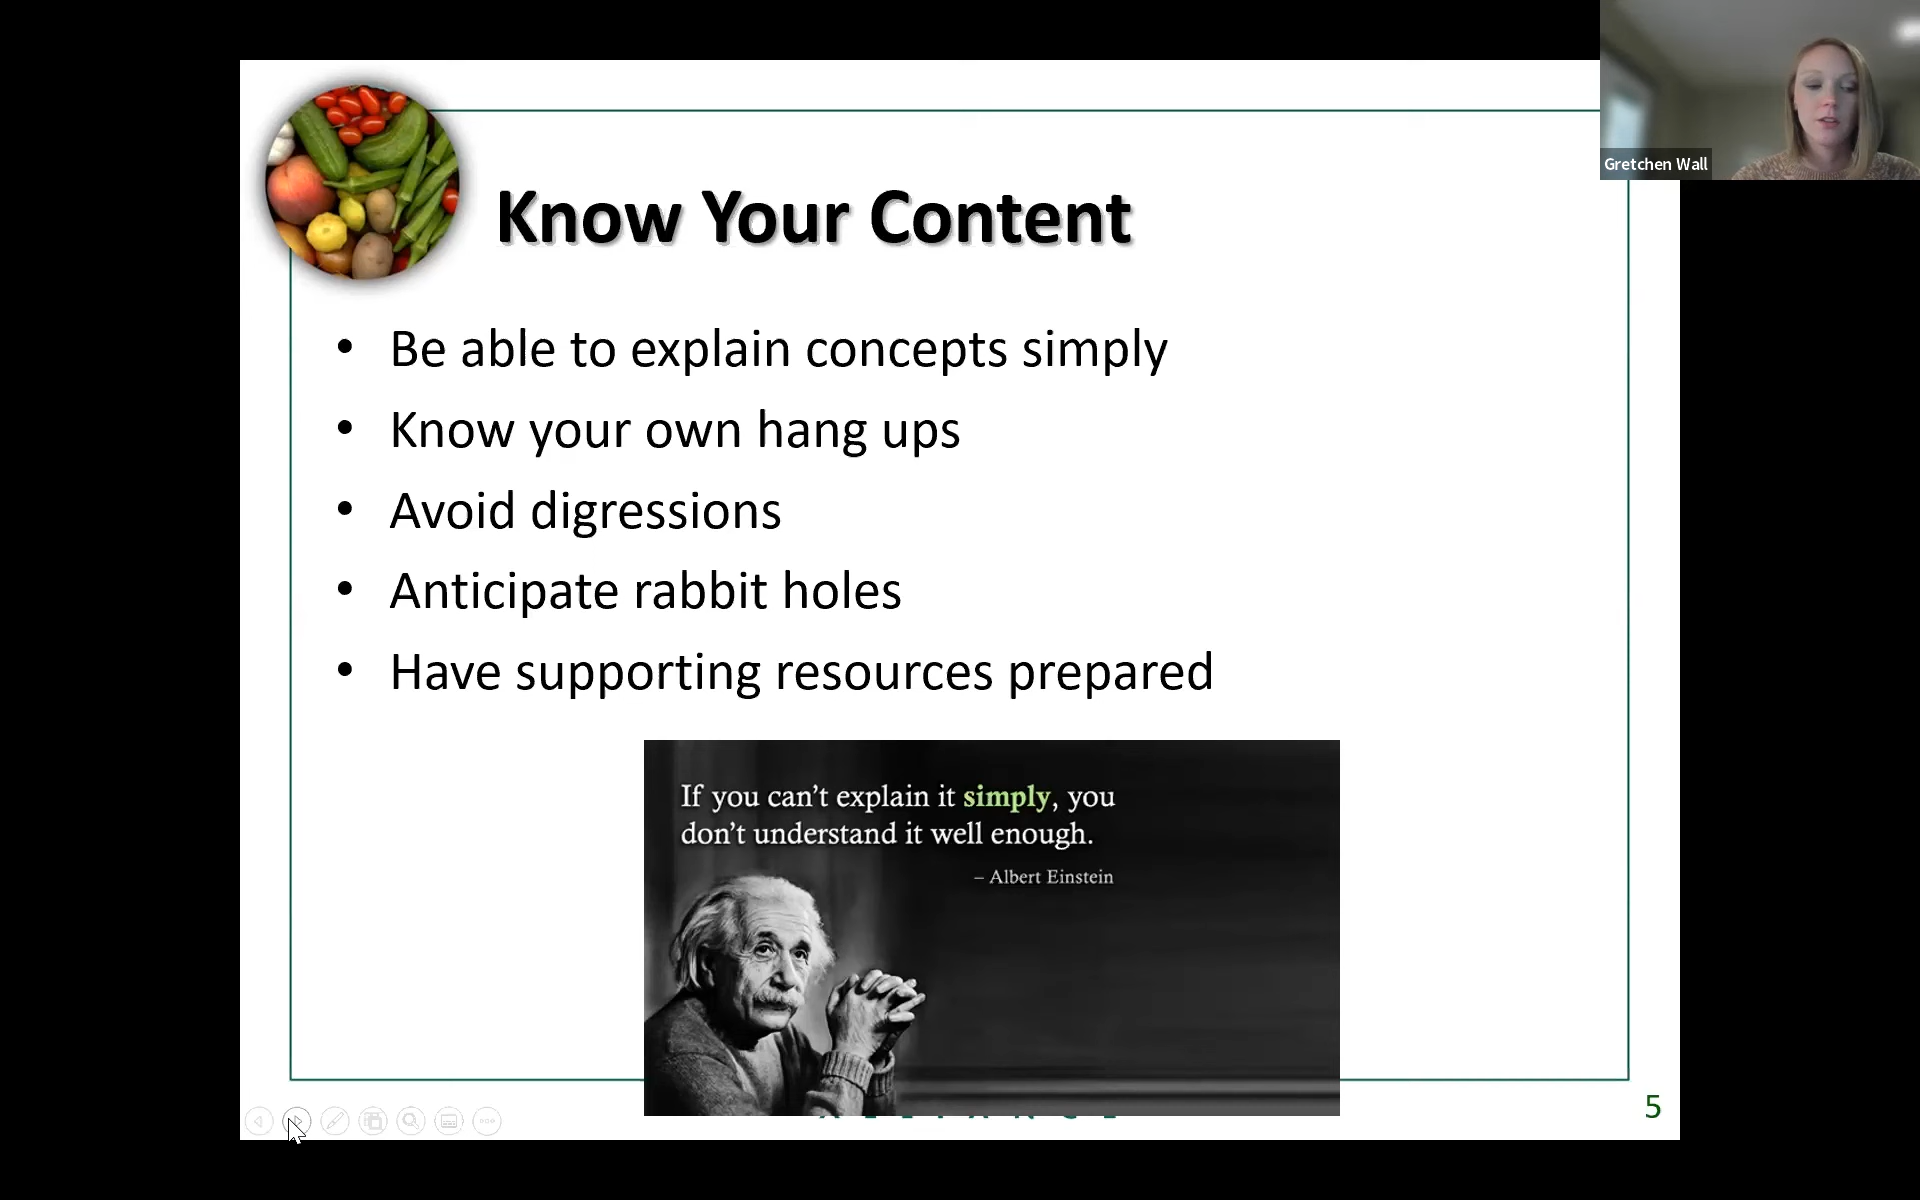 Gretchen Wall
Know Your Content
• Be able to explain concepts simply
• Know your own hang ups
• Avoid digressions
• Anticipate rabbit holes
• Have supporting resources prepared
If you can’t explain it simply, you
don’t understand it well enough.
– Albert Einstein
5